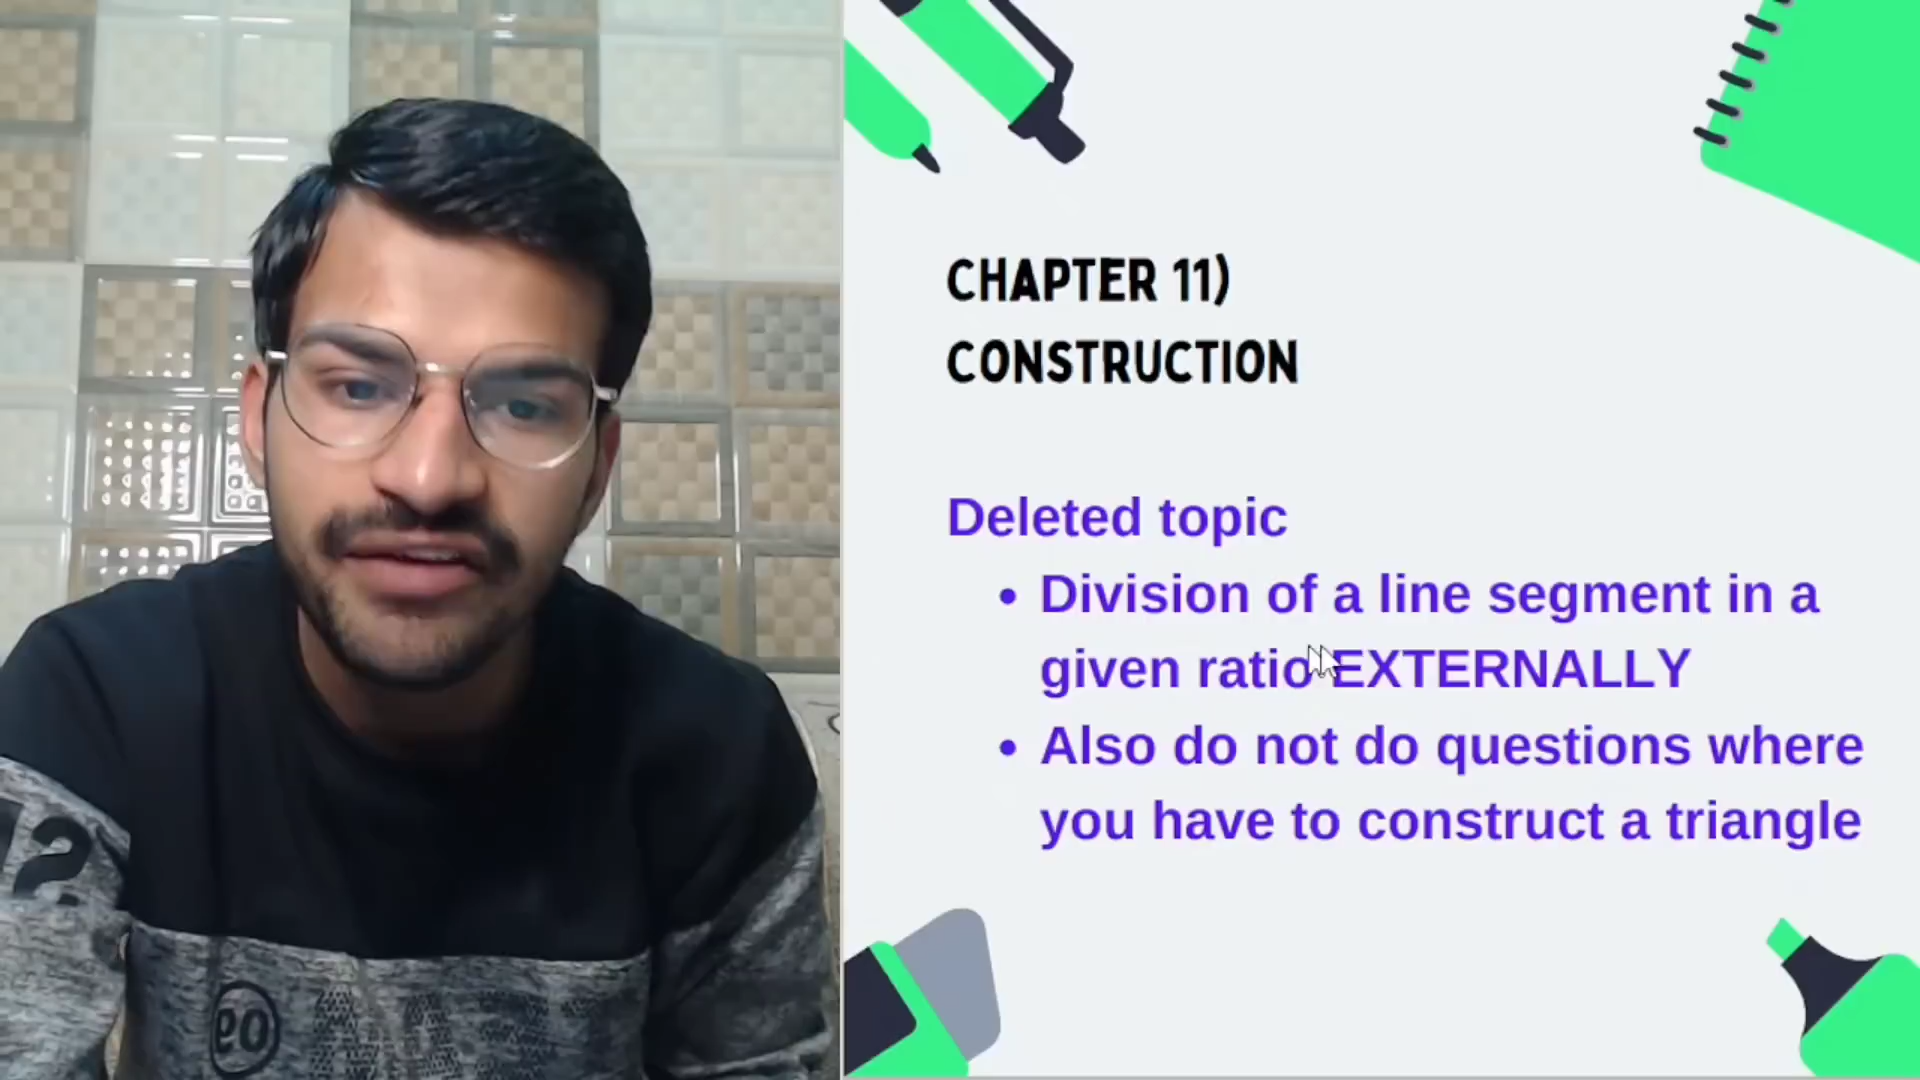 CHAPTER 11)
CONSTRUCTION
Deleted topic
• Division of a line segment in a
given ratio EXTERNALLY
• Also do not do questions where
you have to construct a triangle
12